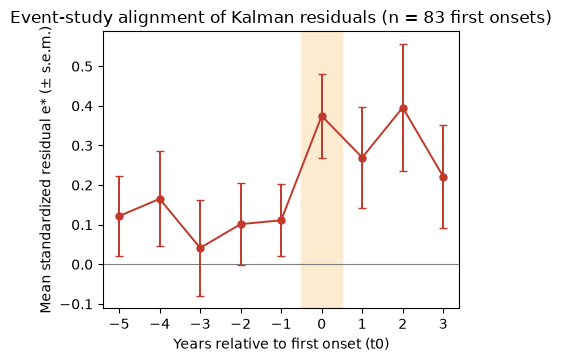 Event-study alignment of Kalman residuals (n = 83 first onsets)
Mean standardized residual e* (± s.e.m.)
0.5
0.4
0.3
0.2
0.1
0.0
−0.1
−5 −4 −3 −2 −1 0 1 2 3
Years relative to first onset (t0)